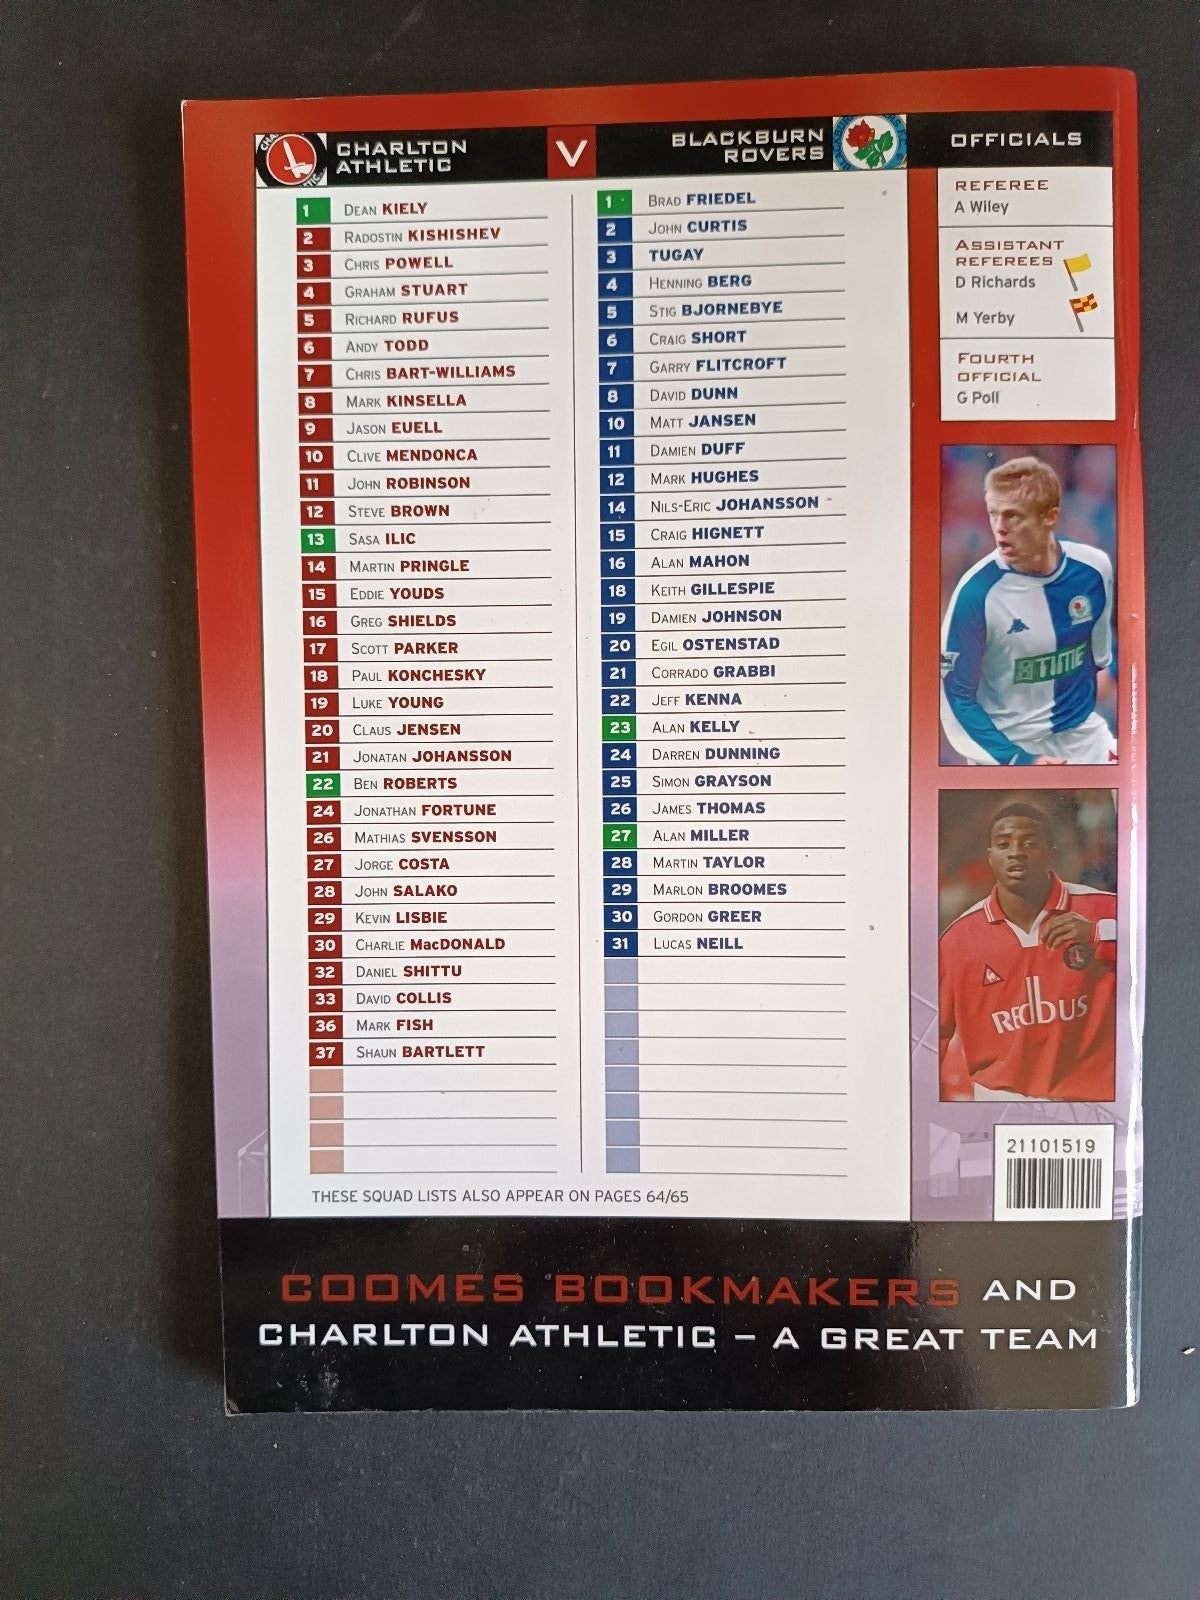 CHARLTON
ATHLETIC
V
BLACKBURN
ROVERS
1 DEAN KIELY
2 RADOSTIN KISHISHEV
3 CHRIS POWELL
4 GRAHAM STUART
5 RICHARD RUFUS
6 ANDY TODD
7 CHRIS BART-WILLIAMS
8 MARK KINSELLA
9 JASON EUELL
10 CLIVE MENDONCA
11 JOHN ROBINSON
12 STEVE BROWN
13 SASA ILIC
14 MARTIN PRINGLE
15 EDDIE YOUDS
16 GREG SHIELDS
17 SCOTT PARKER
18 PAUL KONCHESKY
19 LUKE YOUNG
20 CLAUS JENSEN
21 JONATAN JOHANSSON
22 BEN ROBERTS
24 JONATHAN FORTUNE
26 MATHIAS SVENSSON
27 JORGE COSTA
28 JOHN SALAKO
29 KEVIN LISBIE
30 CHARLIE MacDONALD
32 DANIEL SHITTU
33 DAVID COLLIS
36 MARK FISH
37 SHAUN BARTLETT
1 BRAD FRIEDEL
2 JOHN CURTIS
3 TUGAY
4 HENNING BERG
5 STIG BJORNEBYE
6 CRAIG SHORT
7 GARRY FLITCROFT
8 DAVID DUNN
10 MATT JANSEN
11 DAMIEN DUFF
12 MARK HUGHES
14 NILS-ERIC JOHANSSON
15 CRAIG HIGNETT
16 ALAN MAHON
18 KEITH GILLESPIE
19 DAMIEN JOHNSON
20 EGIL OSTENSTAD
21 CORRADO GRABBI
22 JEFF KENNA
23 ALAN KELLY
24 DARREN DUNNING
25 SIMON GRAYSON
26 JAMES THOMAS
27 ALAN MILLER
28 MARTIN TAYLOR
29 MARLON BROOMES
30 GORDON GREER
31 LUCAS NEILL
THESE SQUAD LISTS ALSO APPEAR ON PAGES 64/65
OFFICIALS
REFEREE
A Wiley
ASSISTANT
REFEREES
D Richards
M Yerby
FOURTH
OFFICIAL
G Poll
TIME
REDbUS
21101519
COOMES BOOKMAKERS AND
CHARLTON ATHLETIC – A GREAT TEAM